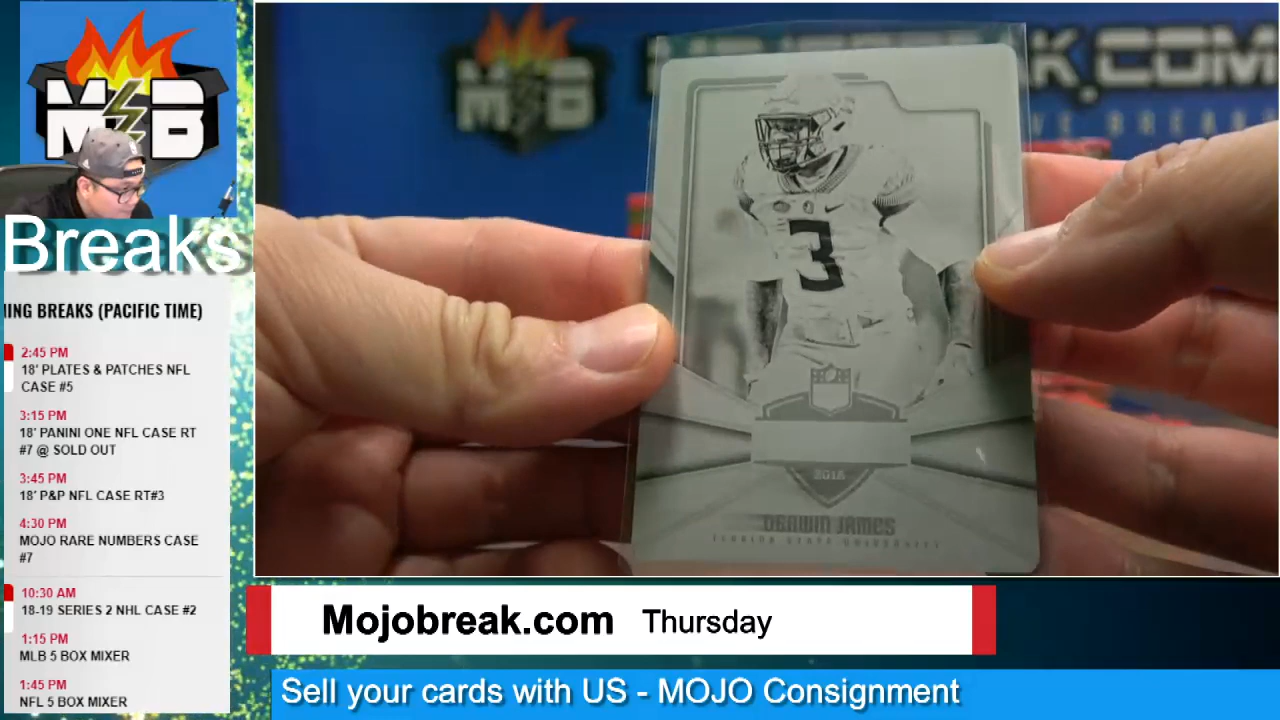 M B
Breaks
ING BREAKS (PACIFIC TIME)
2:45 PM
18' PLATES & PATCHES NFL
CASE #5
3:15 PM
18' PANINI ONE NFL CASE RT
#7 @ SOLD OUT
3:45 PM
18' P&P NFL CASE RT#3
4:30 PM
MOJO RARE NUMBERS CASE
#7
10:30 AM
18-19 SERIES 2 NHL CASE #2
1:15 PM
MLB 5 BOX MIXER
1:45 PM
NFL 5 BOX MIXER
M B
K.COM
3
2018
DERWIN JAMES
FLORIDA STATE UNIVERSITY
Mojobreak.com Thursday
Sell your cards with US - MOJO Consignment